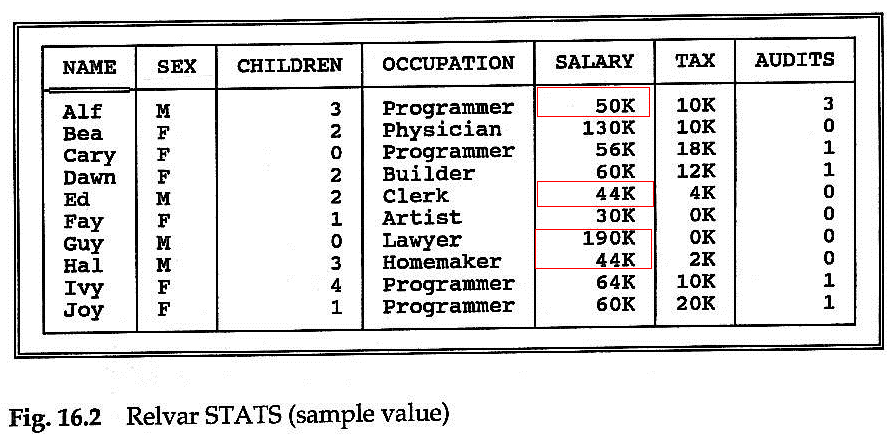 NAME SEX CHILDREN OCCUPATION SALARY TAX AUDITS
Alf M 3 Programmer 50K 10K 3
Bea F 2 Physician 130K 10K 0
Cary F 0 Programmer 56K 18K 1
Dawn F 2 Builder 60K 12K 1
Ed M 2 Clerk 44K 4K 0
Fay F 1 Artist 30K 0K 0
Guy M 0 Lawyer 190K 0K 0
Hal M 3 Homemaker 44K 2K 0
Ivy F 4 Programmer 64K 10K 1
Joy F 1 Programmer 60K 20K 1
Fig. 16.2 Relvar STATS (sample value)